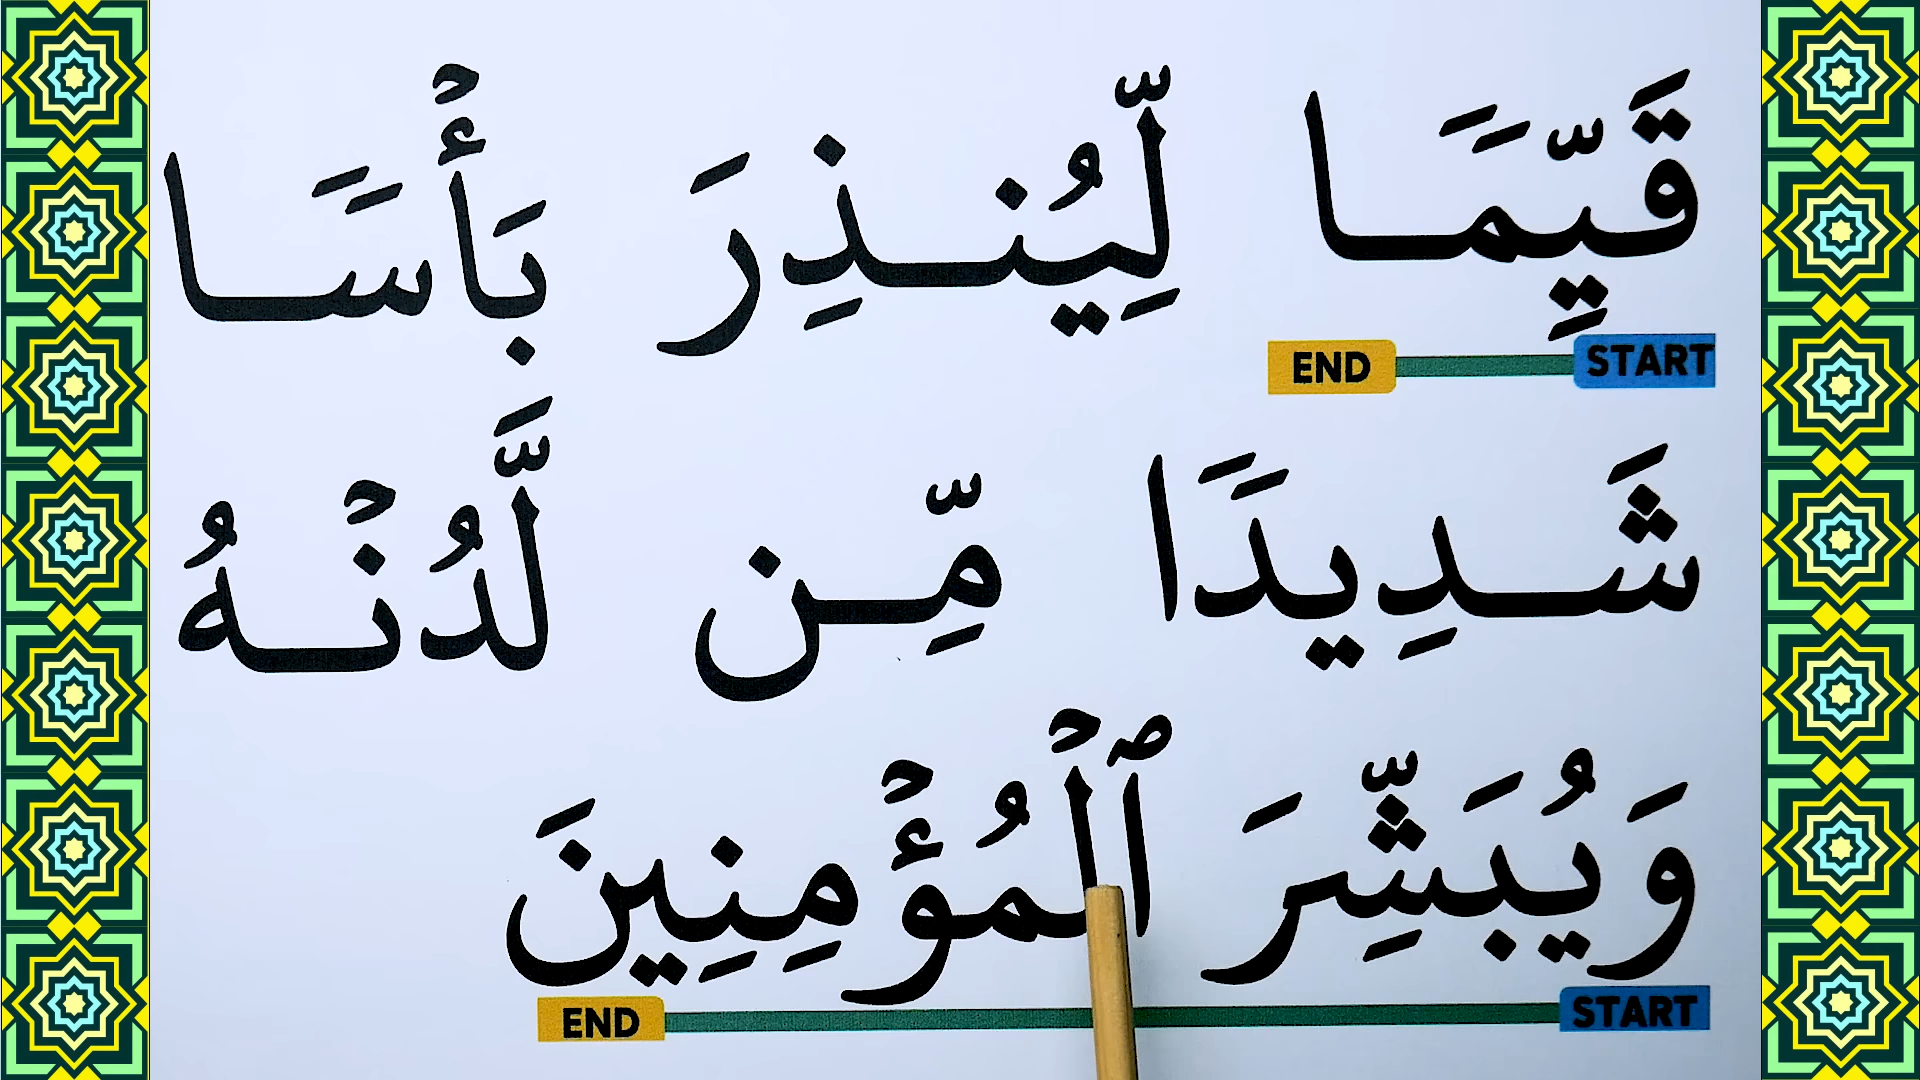 قَيِّمࣰَا لِّيُنذِرَ بَأۡسࣰَا
END START
شَدِيدࣰَا مِّن لَّدُنۡهُ
وَيُبَشِّرَ ٱلۡمُؤۡمِنِينَ
END START